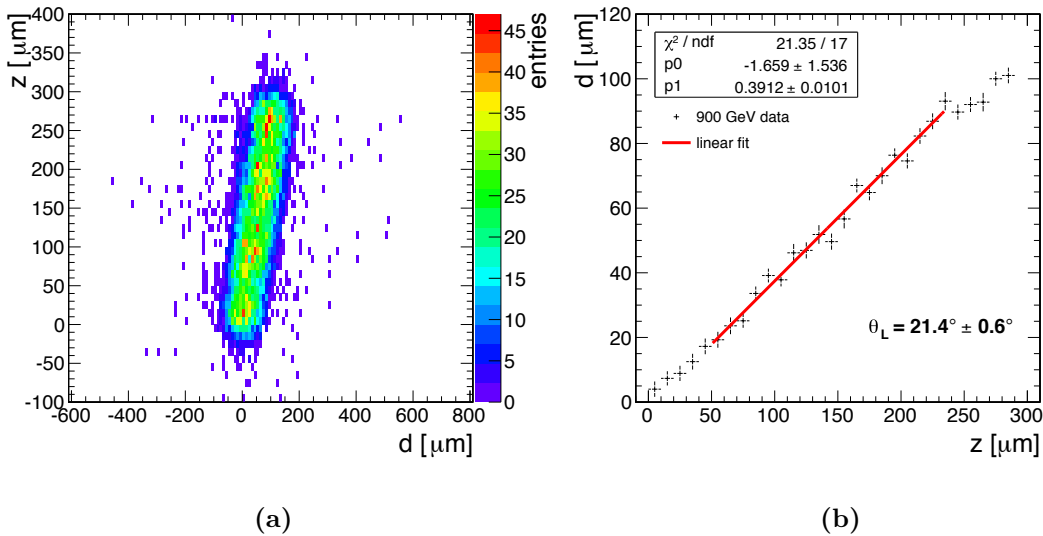 z [μm]
400
350
300
250
200
150
100
50
0
-50
-100
-600 -400 -200 0 200 400 600 800
d [μm]
entries
45
40
35
30
25
20
15
10
5
0
(a)
d [μm]
120
100
80
60
40
20
0
χ² / ndf 21.35 / 17
p0 -1.659 ± 1.536
p1 0.3912 ± 0.0101
900 GeV data
linear fit
θ_L = 21.4° ± 0.6°
0 50 100 150 200 250 300
z [μm]
(b)